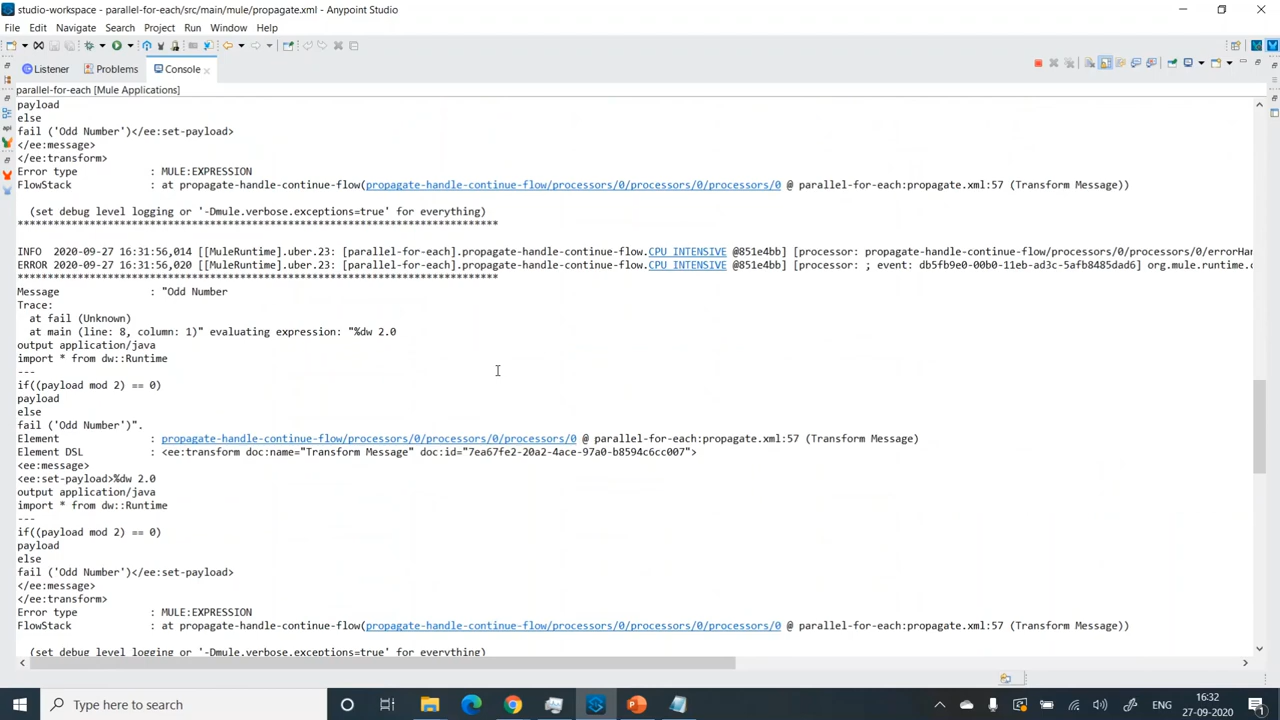 studio-workspace - parallel-for-each/src/main/mule/propagate.xml - Anypoint Studio
File Edit Navigate Search Project Run Window Help
Listener Problems Console
parallel-for-each [Mule Applications]
payload
else
fail ('Odd Number')</ee:set-payload>
</ee:message>
</ee:transform>
Error type : MULE:EXPRESSION
FlowStack : at propagate-handle-continue-flow(propagate-handle-continue-flow/processors/0/processors/0/processors/0 @ parallel-for-each:propagate.xml:57 (Transform Message))
(set debug level logging or '-Dmule.verbose.exceptions=true' for everything)
********************************************************************************
INFO 2020-09-27 16:31:56,014 [[MuleRuntime].uber.23: [parallel-for-each].propagate-handle-continue-flow.CPU_INTENSIVE @851e4bb] [processor: propagate-handle-continue-flow/processors/0/processors/0/errorHan
ERROR 2020-09-27 16:31:56,020 [[MuleRuntime].uber.23: [parallel-for-each].propagate-handle-continue-flow.CPU_INTENSIVE @851e4bb] [processor: ; event: db5fb9e0-00b0-11eb-ad3c-5afb8485dad6] org.mule.runtime.c
********************************************************************************
Message : "Odd Number
Trace:
at fail (Unknown)
at main (line: 8, column: 1)" evaluating expression: "%dw 2.0
output application/java
import * from dw::Runtime
---
if((payload mod 2) == 0)
payload
else
fail ('Odd Number')".
Element : propagate-handle-continue-flow/processors/0/processors/0/processors/0 @ parallel-for-each:propagate.xml:57 (Transform Message)
Element DSL : <ee:transform doc:name="Transform Message" doc:id="7ea67fe2-20a2-4ace-97a0-b8594c6cc007">
<ee:message>
<ee:set-payload>%dw 2.0
output application/java
import * from dw::Runtime
---
if((payload mod 2) == 0)
payload
else
fail ('Odd Number')</ee:set-payload>
</ee:message>
</ee:transform>
Error type : MULE:EXPRESSION
FlowStack : at propagate-handle-continue-flow(propagate-handle-continue-flow/processors/0/processors/0/processors/0 @ parallel-for-each:propagate.xml:57 (Transform Message))
(set debug level logging or '-Dmule.verbose.exceptions=true' for everything)
Type here to search
ENG
16:32
27-09-2020